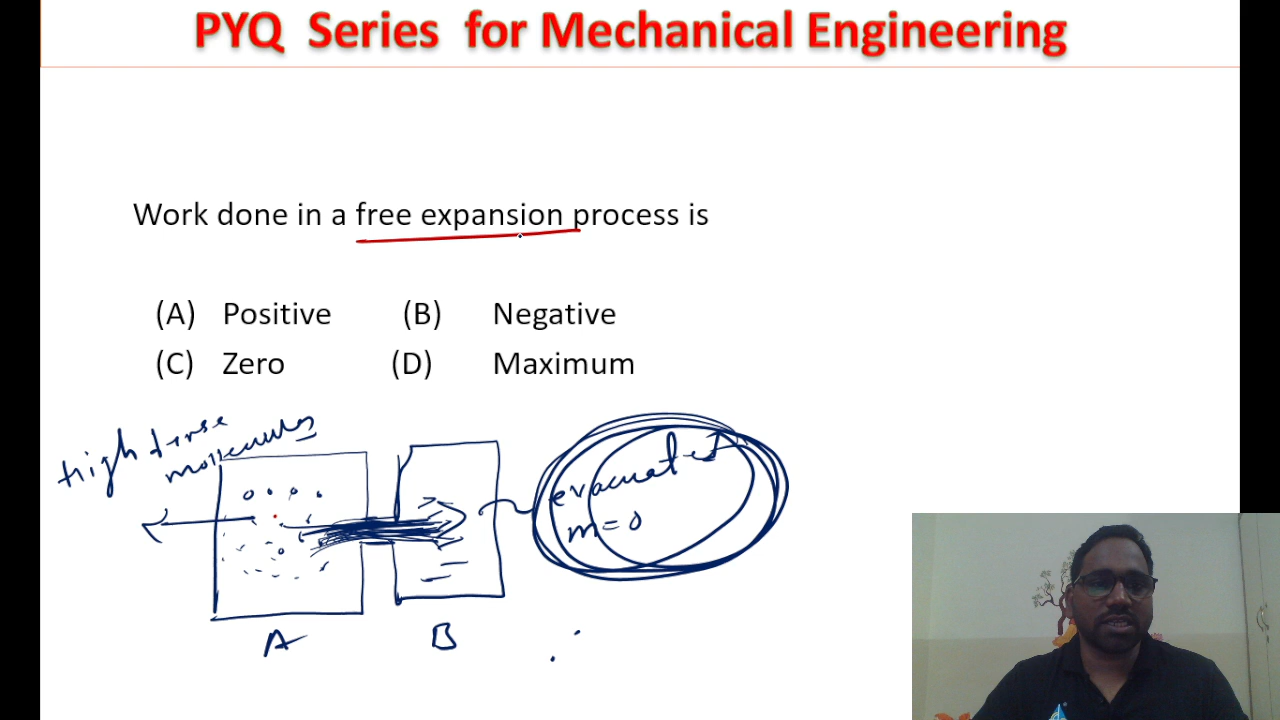 PYQ Series for Mechanical Engineering
Work done in a free expansion process is
(A) Positive (B) Negative
(C) Zero (D) Maximum
High dense
molecules
evacuated
m=0
A B